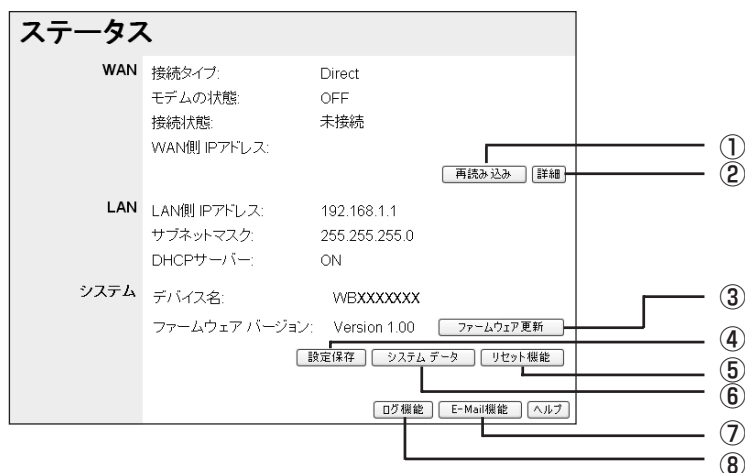 ステータス
WAN 接続タイプ: Direct
モデムの状態: OFF
接続状態: 未接続
WAN側 IPアドレス:
再読み込み 詳細
①
②
LAN LAN側 IPアドレス: 192.168.1.1
サブネットマスク: 255.255.255.0
DHCPサーバー: ON
システム デバイス名: WBXXXXXXX
③
ファームウェア バージョン: Version 1.00 ファームウェア更新
④
設定保存 システム データ リセット機能
⑤
⑥
ログ機能 E-Mail機能 ヘルプ
⑦
⑧